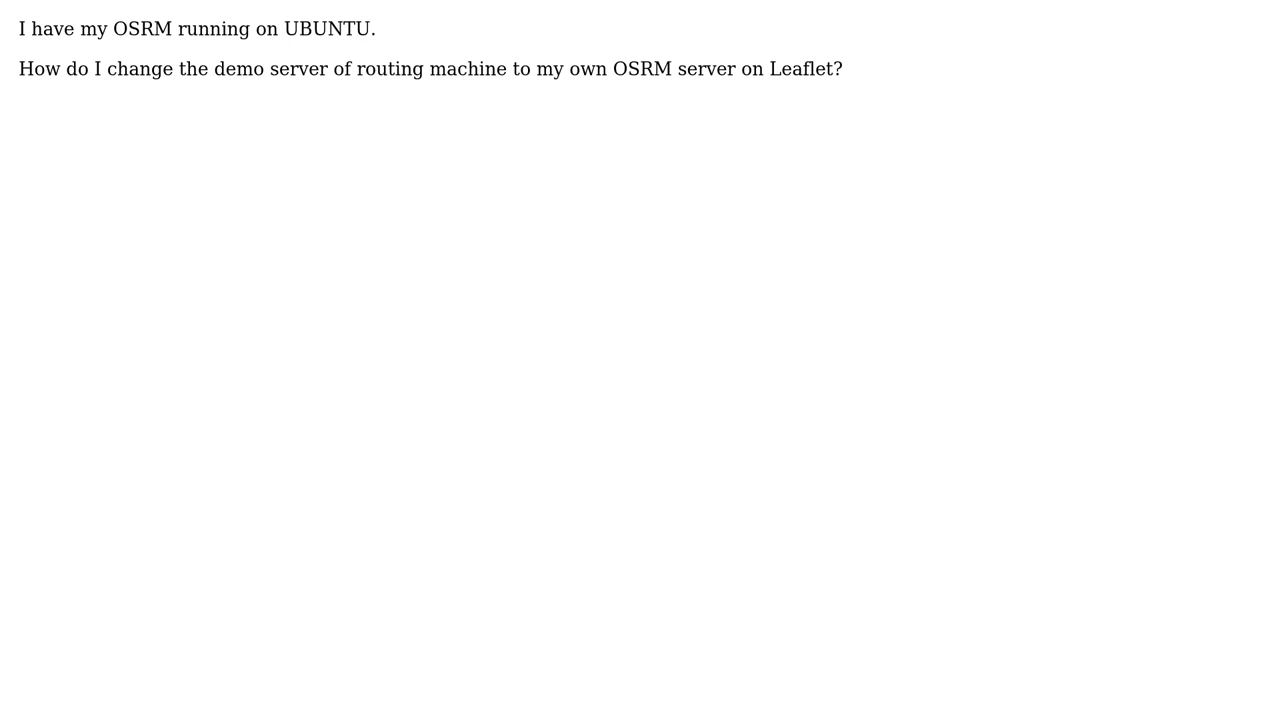 I have my OSRM running on UBUNTU.
How do I change the demo server of routing machine to my own OSRM server on Leaflet?